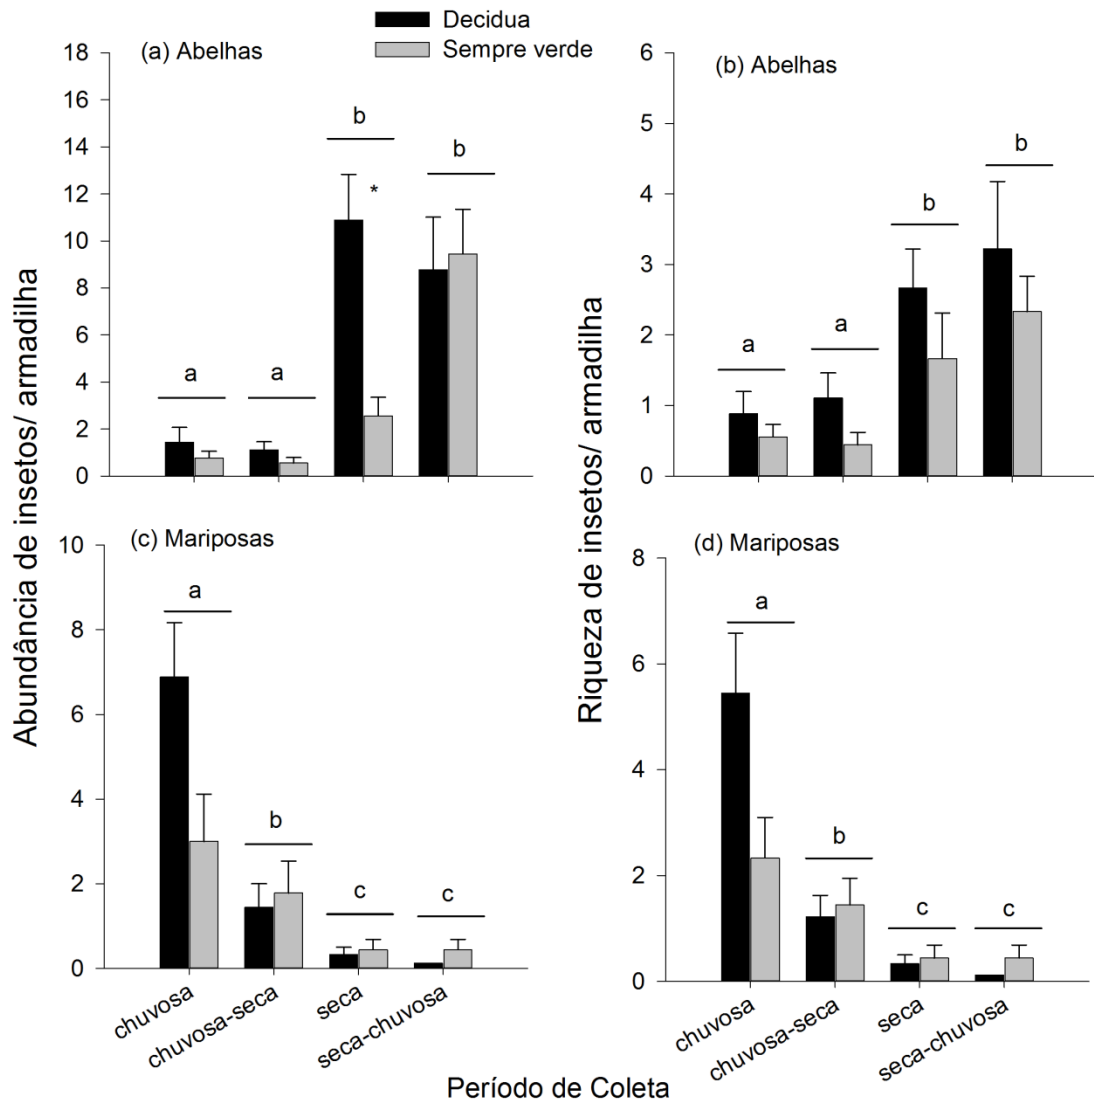 Decidua
Sempre verde
(a) Abelhas
18
16
14
12
10
8
6
4
2
0
b
b
*
a
a
(b) Abelhas
6
5
4
3
2
1
0
b
b
a
a
Abundância de insetos/ armadilha
Riqueza de insetos/ armadilha
(c) Mariposas
10
8
6
4
2
0
a
b
c
c
chuvosa
chuvosa-seca
seca
seca-chuvosa
(d) Mariposas
8
6
4
2
0
a
b
c
c
chuvosa
chuvosa-seca
seca
seca-chuvosa
Período de Coleta